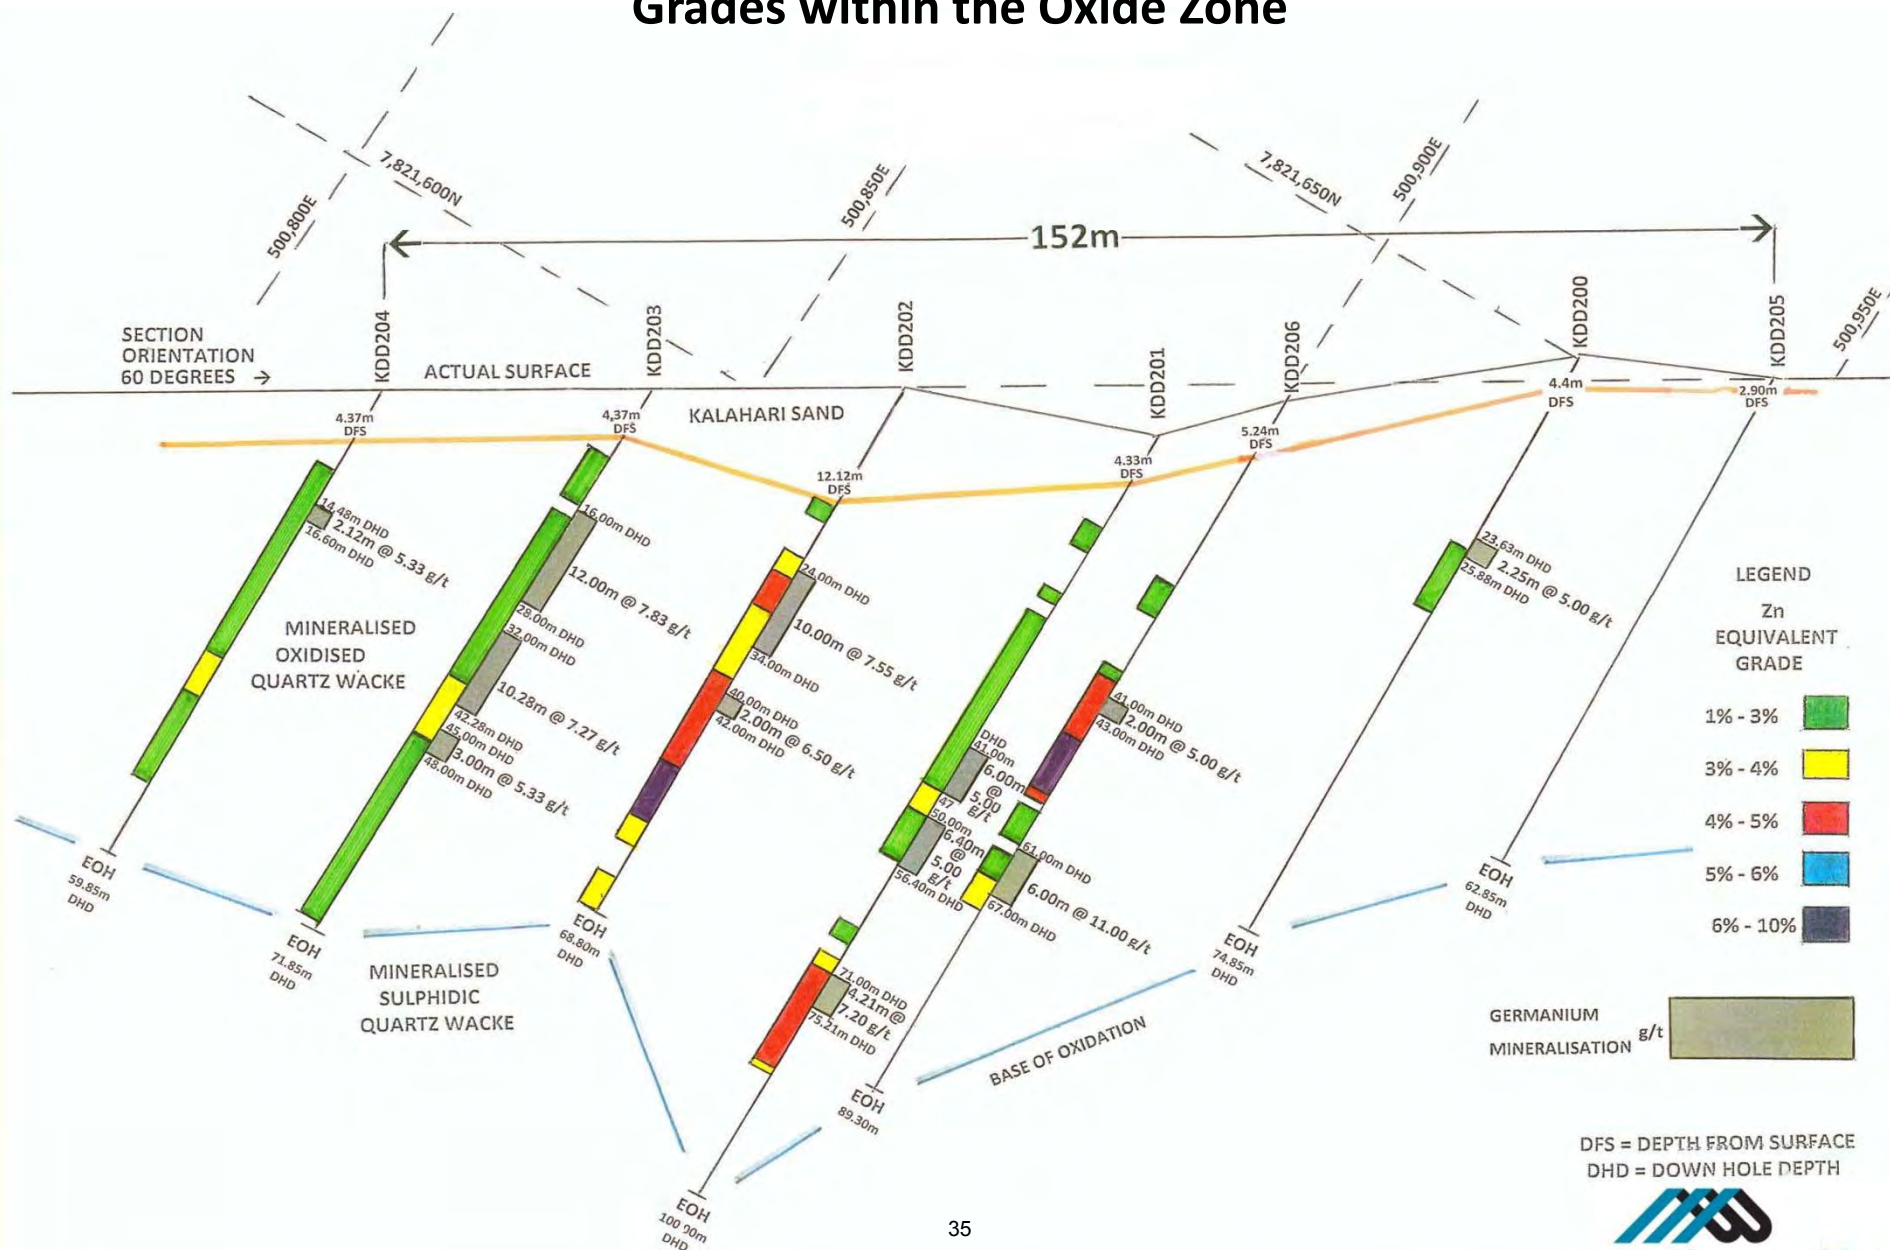 Grades within the Oxide Zone
7,821,600N
500,800E
500,850E
7,821,650N
500,900E
500,950E
152m
SECTION
ORIENTATION
60 DEGREES →
ACTUAL SURFACE
KALAHARI SAND
KDD204
KDD203
KDD202
KDD201
KDD206
KDD200
KDD205
4.37m
DFS
4,37m
DFS
12.12m
DFS
4.33m
DFS
5.24m
DFS
4.4m
DFS
2.90m
DFS
14.48m DHD
2.12m @ 5.33 g/t
16.60m DHD
16.00m DHD
12.00m @ 7.83 g/t
28.00m DHD
32.00m DHD
10.28m @ 7.27 g/t
42.28m DHD
45.00m DHD
3.00m @ 5.33 g/t
48.00m DHD
24.00m DHD
10.00m @ 7.55 g/t
34.00m DHD
40.00m DHD
2.00m @ 6.50 g/t
42.00m DHD
DHD
41.00m
6.00m
@
5.00
g/t
47
50.00m
6.40m
@
5.00
g/t
56.40m DHD
71.00m DHD
4.21m@
7.20 g/t
75.21m DHD
41.00m DHD
2.00m @ 5.00 g/t
43.00m DHD
61.00m DHD
6.00m @ 11.00 g/t
67.00m DHD
23.63m DHD
2.25m @ 5.00 g/t
25.88m DHD
MINERALISED
OXIDISED
QUARTZ WACKE
MINERALISED
SULPHIDIC
QUARTZ WACKE
BASE OF OXIDATION
EOH
59.85m
DHD
EOH
71.85m
DHD
EOH
68.80m
DHD
EOH
DHD
EOH
89.30m
EOH
74.85m
DHD
EOH
62.85m
DHD
LEGEND
Zn
EQUIVALENT
GRADE
1% - 3%
3% - 4%
4% - 5%
5% - 6%
6% - 10%
GERMANIUM
MINERALISATION g/t
DFS = DEPTH FROM SURFACE
DHD = DOWN HOLE DEPTH
35